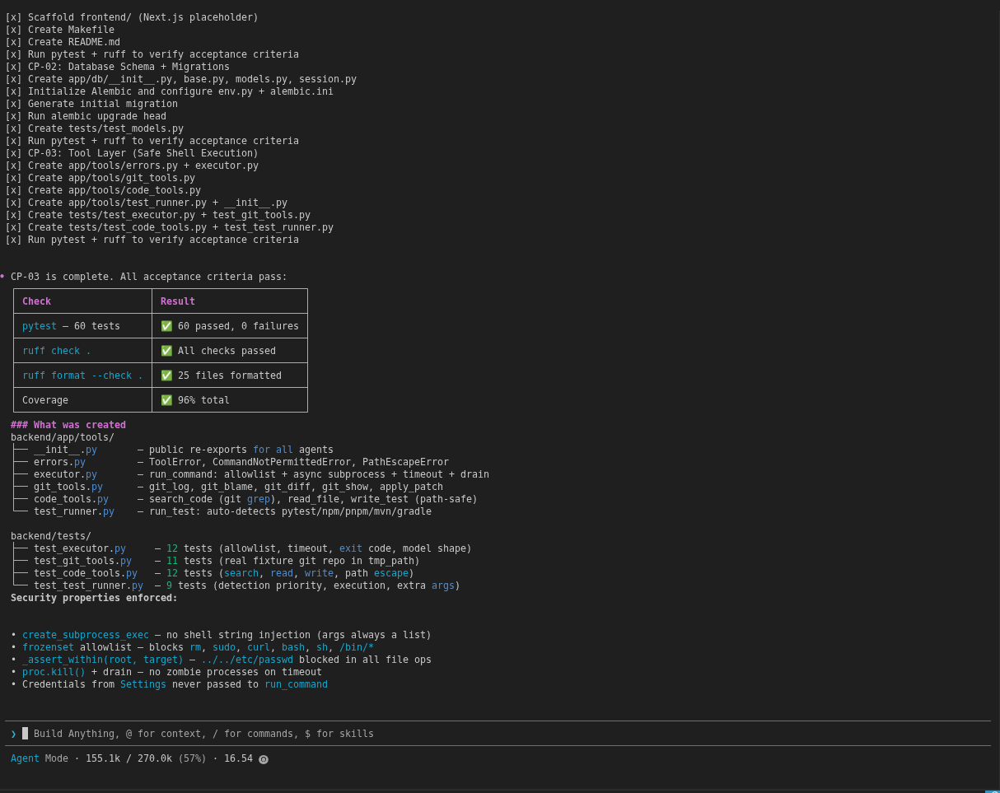 [x] Scaffold frontend/ (Next.js placeholder)
[x] Create Makefile
[x] Create README.md
[x] Run pytest + ruff to verify acceptance criteria
[x] CP-02: Database Schema + Migrations
[x] Create app/db/__init__.py, base.py, models.py, session.py
[x] Initialize Alembic and configure env.py + alembic.ini
[x] Generate initial migration
[x] Run alembic upgrade head
[x] Create tests/test_models.py
[x] Run pytest + ruff to verify acceptance criteria
[x] CP-03: Tool Layer (Safe Shell Execution)
[x] Create app/tools/errors.py + executor.py
[x] Create app/tools/git_tools.py
[x] Create app/tools/code_tools.py
[x] Create app/tools/test_runner.py + __init__.py
[x] Create tests/test_executor.py + test_git_tools.py
[x] Create tests/test_code_tools.py + test_test_runner.py
[x] Run pytest + ruff to verify acceptance criteria
• CP-03 is complete. All acceptance criteria pass:
Check Result
pytest — 60 tests ✅ 60 passed, 0 failures
ruff check . ✅ All checks passed
ruff format --check . ✅ 25 files formatted
Coverage ✅ 96% total
### What was created
backend/app/tools/
├── __init__.py — public re-exports for all agents
├── errors.py — ToolError, CommandNotPermittedError, PathEscapeError
├── executor.py — run_command: allowlist + async subprocess + timeout + drain
├── git_tools.py — git_log, git_blame, git_diff, git_show, apply_patch
├── code_tools.py — search_code (git grep), read_file, write_test (path-safe)
└── test_runner.py — run_test: auto-detects pytest/npm/pnpm/mvn/gradle
backend/tests/
├── test_executor.py — 12 tests (allowlist, timeout, exit code, model shape)
├── test_git_tools.py — 11 tests (real fixture git repo in tmp_path)
├── test_code_tools.py — 12 tests (search, read, write, path escape)
└── test_test_runner.py — 9 tests (detection priority, execution, extra args)
Security properties enforced:
• create_subprocess_exec — no shell string injection (args always a list)
• frozenset allowlist — blocks rm, sudo, curl, bash, sh, /bin/*
• _assert_within(root, target) — ../../etc/passwd blocked in all file ops
• proc.kill() + drain — no zombie processes on timeout
• Credentials from Settings never passed to run_command
❯ Build Anything, @ for context, / for commands, $ for skills
Agent Mode · 155.1k / 270.0k (57%) · 16.54